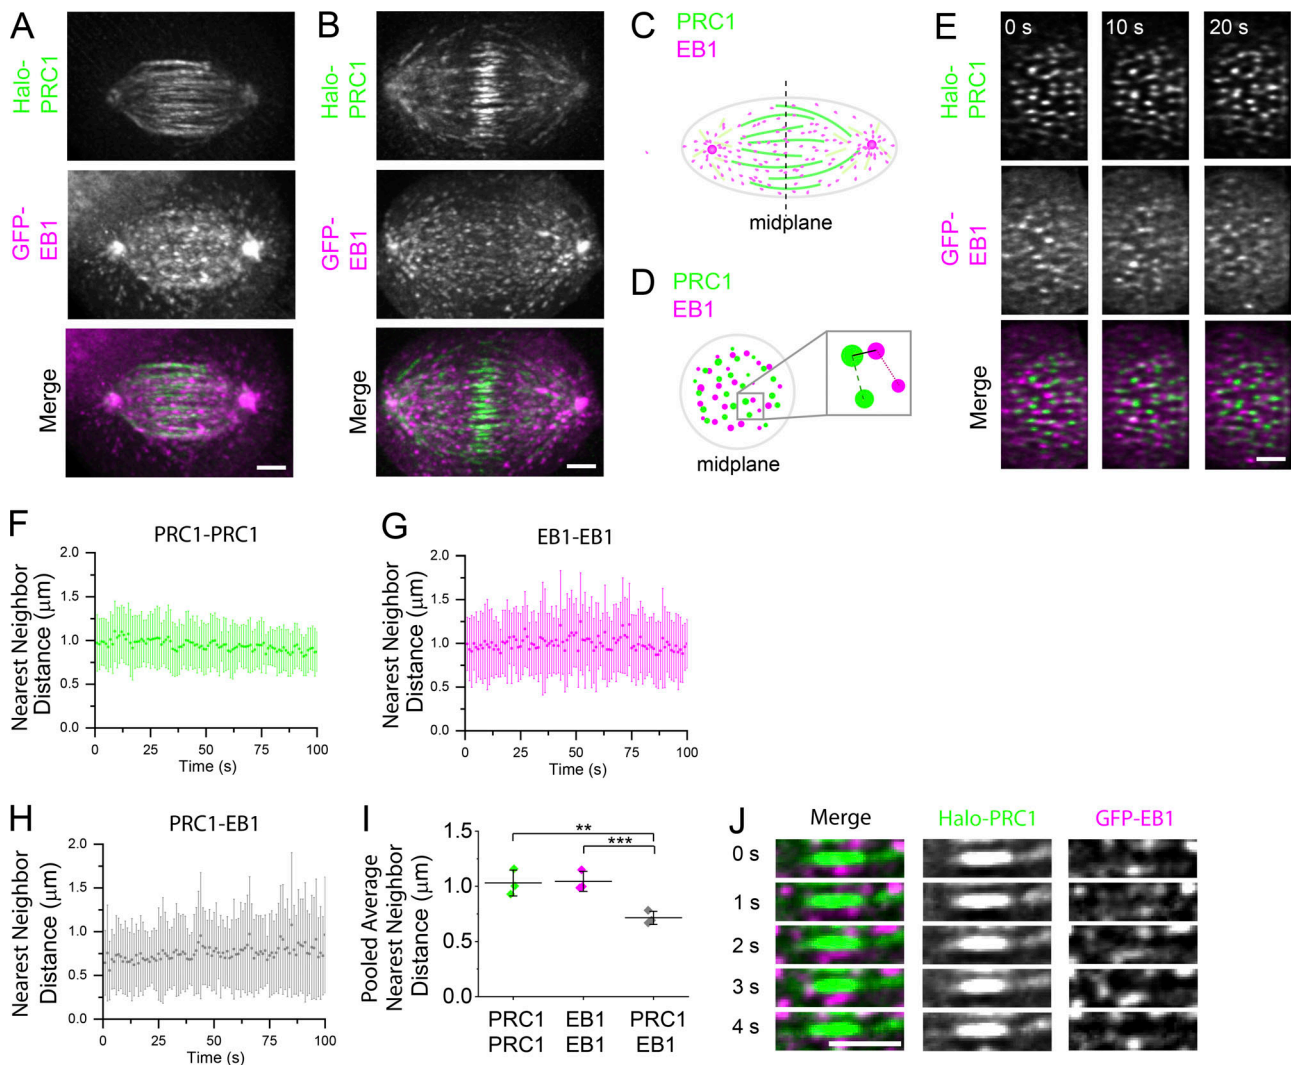 A
Halo-
PRC1
GFP-
EB1
Merge
B
Halo-
PRC1
GFP-
EB1
Merge
C
PRC1
EB1
midplane
D
PRC1
EB1
midplane
E
0 s
10 s
20 s
Halo-
PRC1
GFP-
EB1
Merge
F
PRC1-PRC1
Nearest Neighbor
Distance (μm)
2.0
1.5
1.0
0.5
0.0
0
25
50
75
100
Time (s)
G
EB1-EB1
Nearest Neighbor
Distance (μm)
2.0
1.5
1.0
0.5
0.0
0
25
50
75
100
Time (s)
H
PRC1-EB1
Nearest Neighbor
Distance (μm)
2.0
1.5
1.0
0.5
0.0
0
25
50
75
100
Time (s)
I
Pooled Average
Nearest Neighbor
Distance (μm)
1.5
1.0
0.5
0.0
**
***
PRC1 EB1 PRC1
PRC1 EB1 EB1
J
Merge
Halo-PRC1
GFP-EB1
0 s
1 s
2 s
3 s
4 s